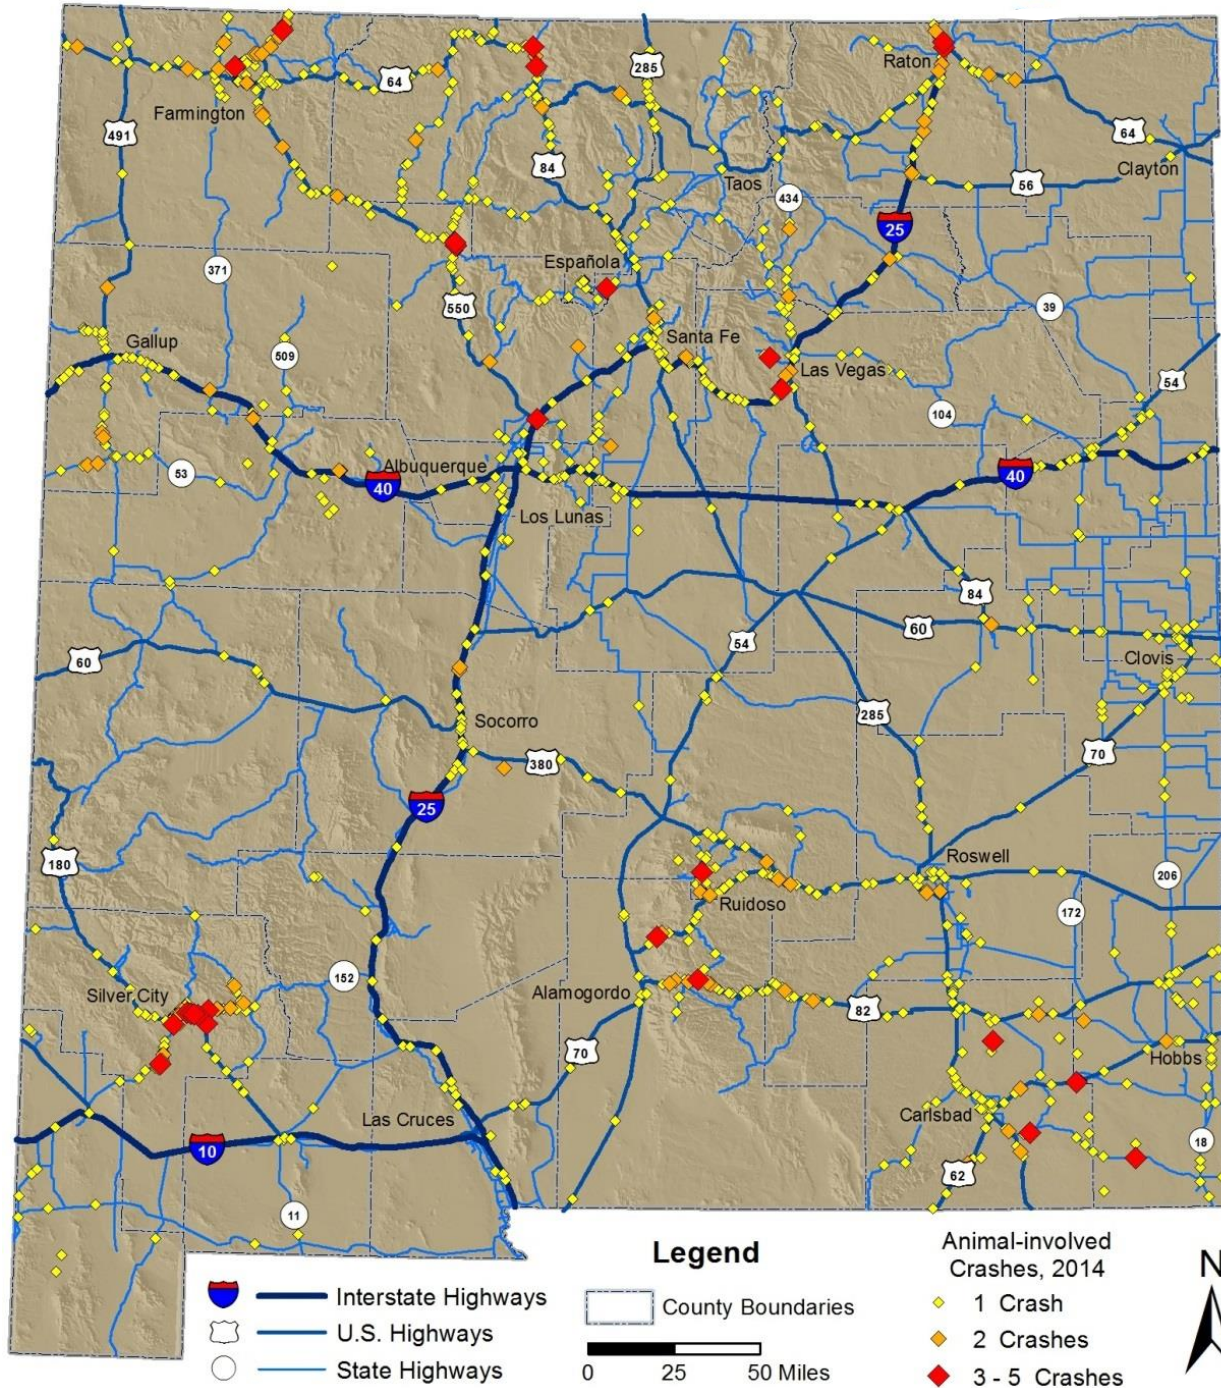 285
Raton
64
Farmington
491
64
84
Taos
56
Clayton
434
25
371
Española
550
39
Gallup
Santa Fe
509
Las Vegas
54
104
Albuquerque
53
40
40
Los Lunas
84
60
54
60
Clovis
285
Socorro
70
380
25
180
Roswell
206
172
Ruidoso
152
Silver City
Alamogordo
82
70
Hobbs
Carlsbad
Las Cruces
10
18
62
11
Legend
Interstate Highways
U.S. Highways
State Highways
County Boundaries
0 25 50 Miles
Animal-involved
Crashes, 2014
1 Crash
2 Crashes
3 - 5 Crashes
N